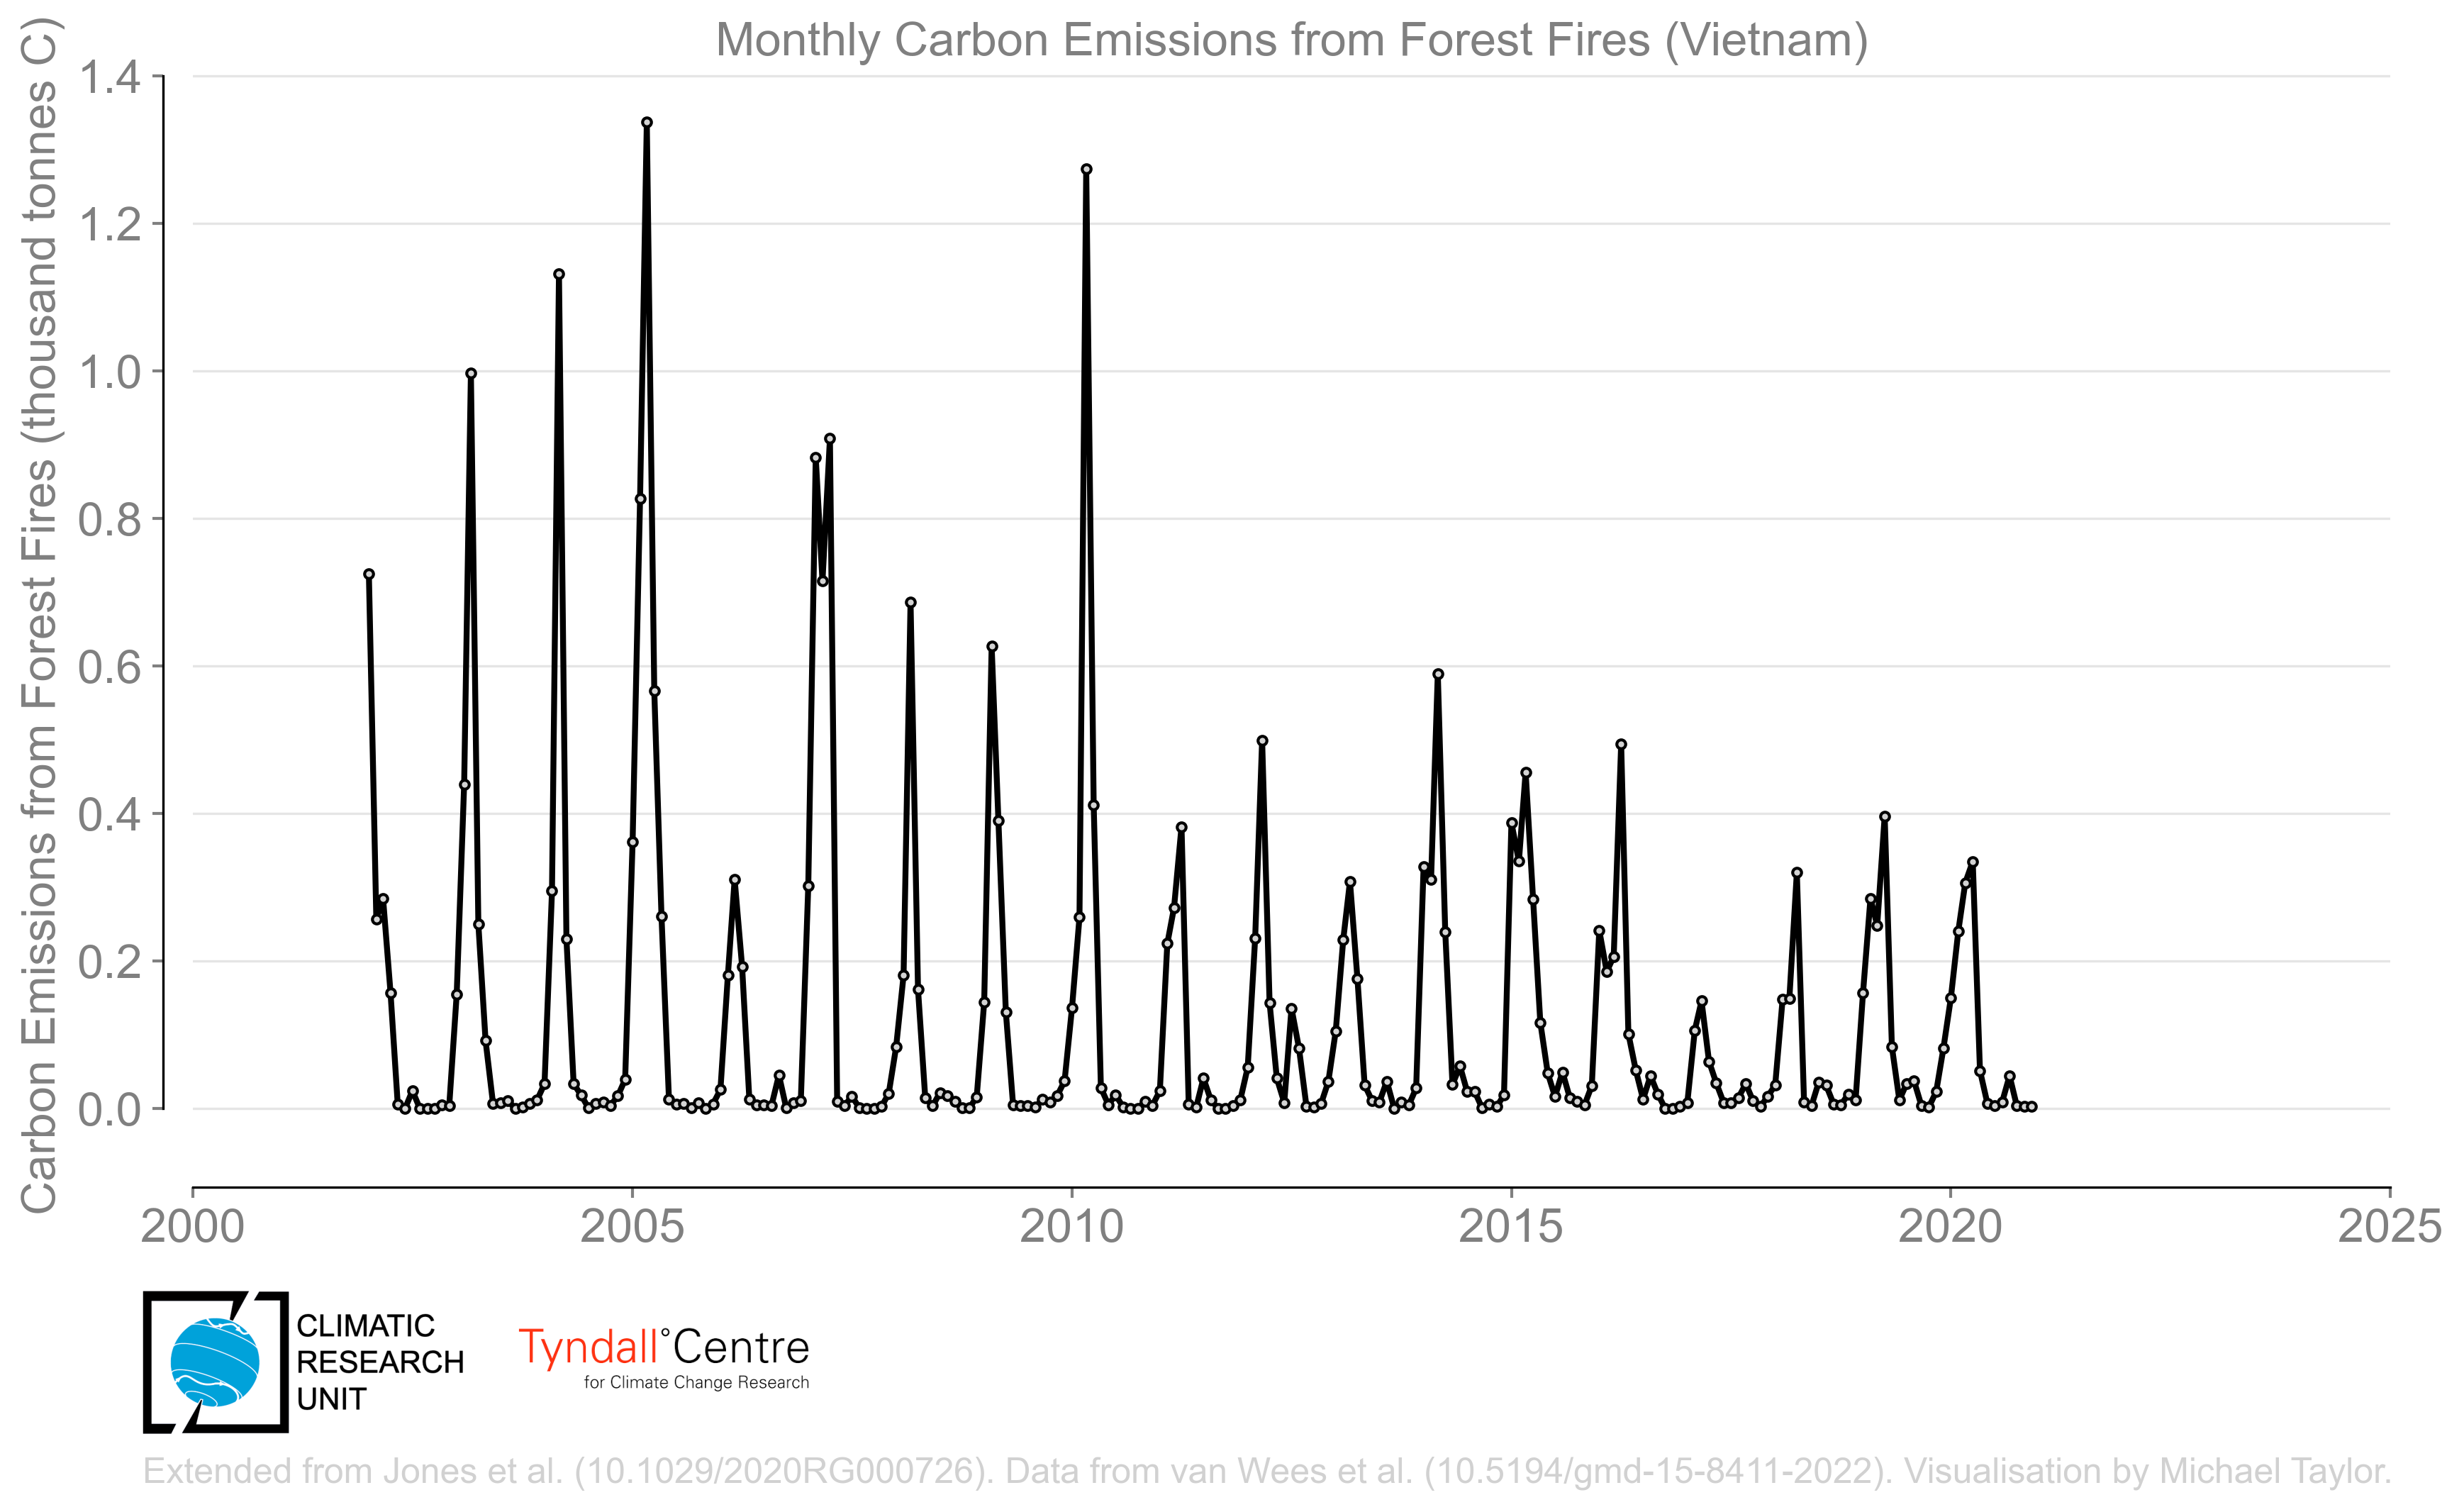 Monthly Carbon Emissions from Forest Fires (Vietnam)
Carbon Emissions from Forest Fires (thousand tonnes C)
1.4
1.2
1.0
0.8
0.6
0.4
0.2
0.0
2000 2005 2010 2015 2020 2025
CLIMATIC
RESEARCH
UNIT
Tyndall°Centre
for Climate Change Research
Extended from Jones et al. (10.1029/2020RG000726). Data from van Wees et al. (10.5194/gmd-15-8411-2022). Visualisation by Michael Taylor.